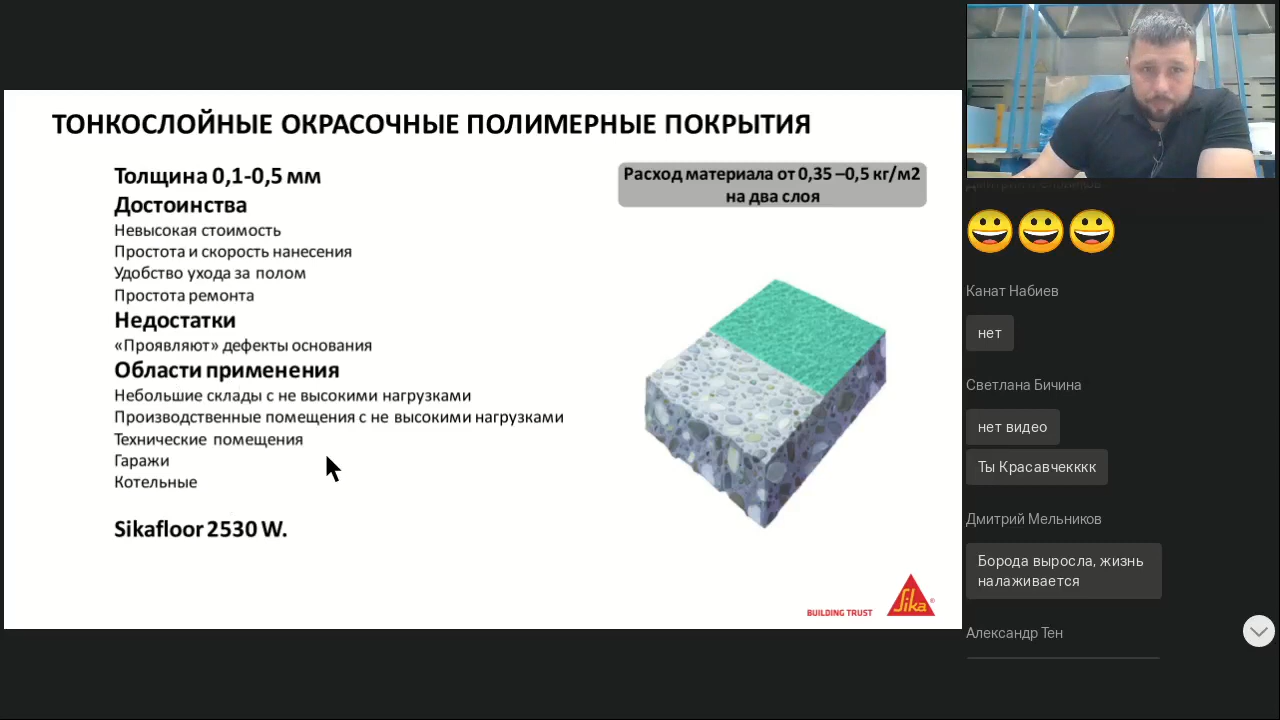 ТОНКОСЛОЙНЫЕ ОКРАСОЧНЫЕ ПОЛИМЕРНЫЕ ПОКРЫТИЯ
Толщина 0,1-0,5 мм
Достоинства
Невысокая стоимость
Простота и скорость нанесения
Удобство ухода за полом
Простота ремонта
Недостатки
«Проявляют» дефекты основания
Области применения
Небольшие склады с не высокими нагрузками
Производственные помещения с не высокими нагрузками
Технические помещения
Гаражи
Котельные
Sikafloor 2530 W.
Расход материала от 0,35 –0,5 кг/м2
на два слоя
BUILDING TRUST
Sika®
Канат Набиев
нет
Светлана Бичина
нет видео
Ты Красавчекккк
Дмитрий Мельников
Борода выросла, жизнь
налаживается
Александр Тен